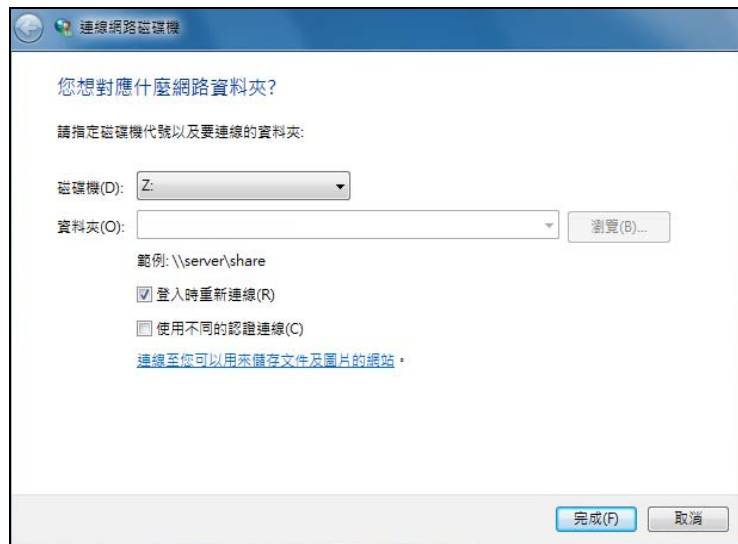 連線網路磁碟機
您想對應什麼網路資料夾?
請指定磁碟機代號以及要連線的資料夾:
磁碟機(D): Z:
資料夾(O): 瀏覽(B)...
範例: \\server\share
登入時重新連線(R)
使用不同的認證連線(C)
連線至您可以用來儲存文件及圖片的網站。
完成(F) 取消